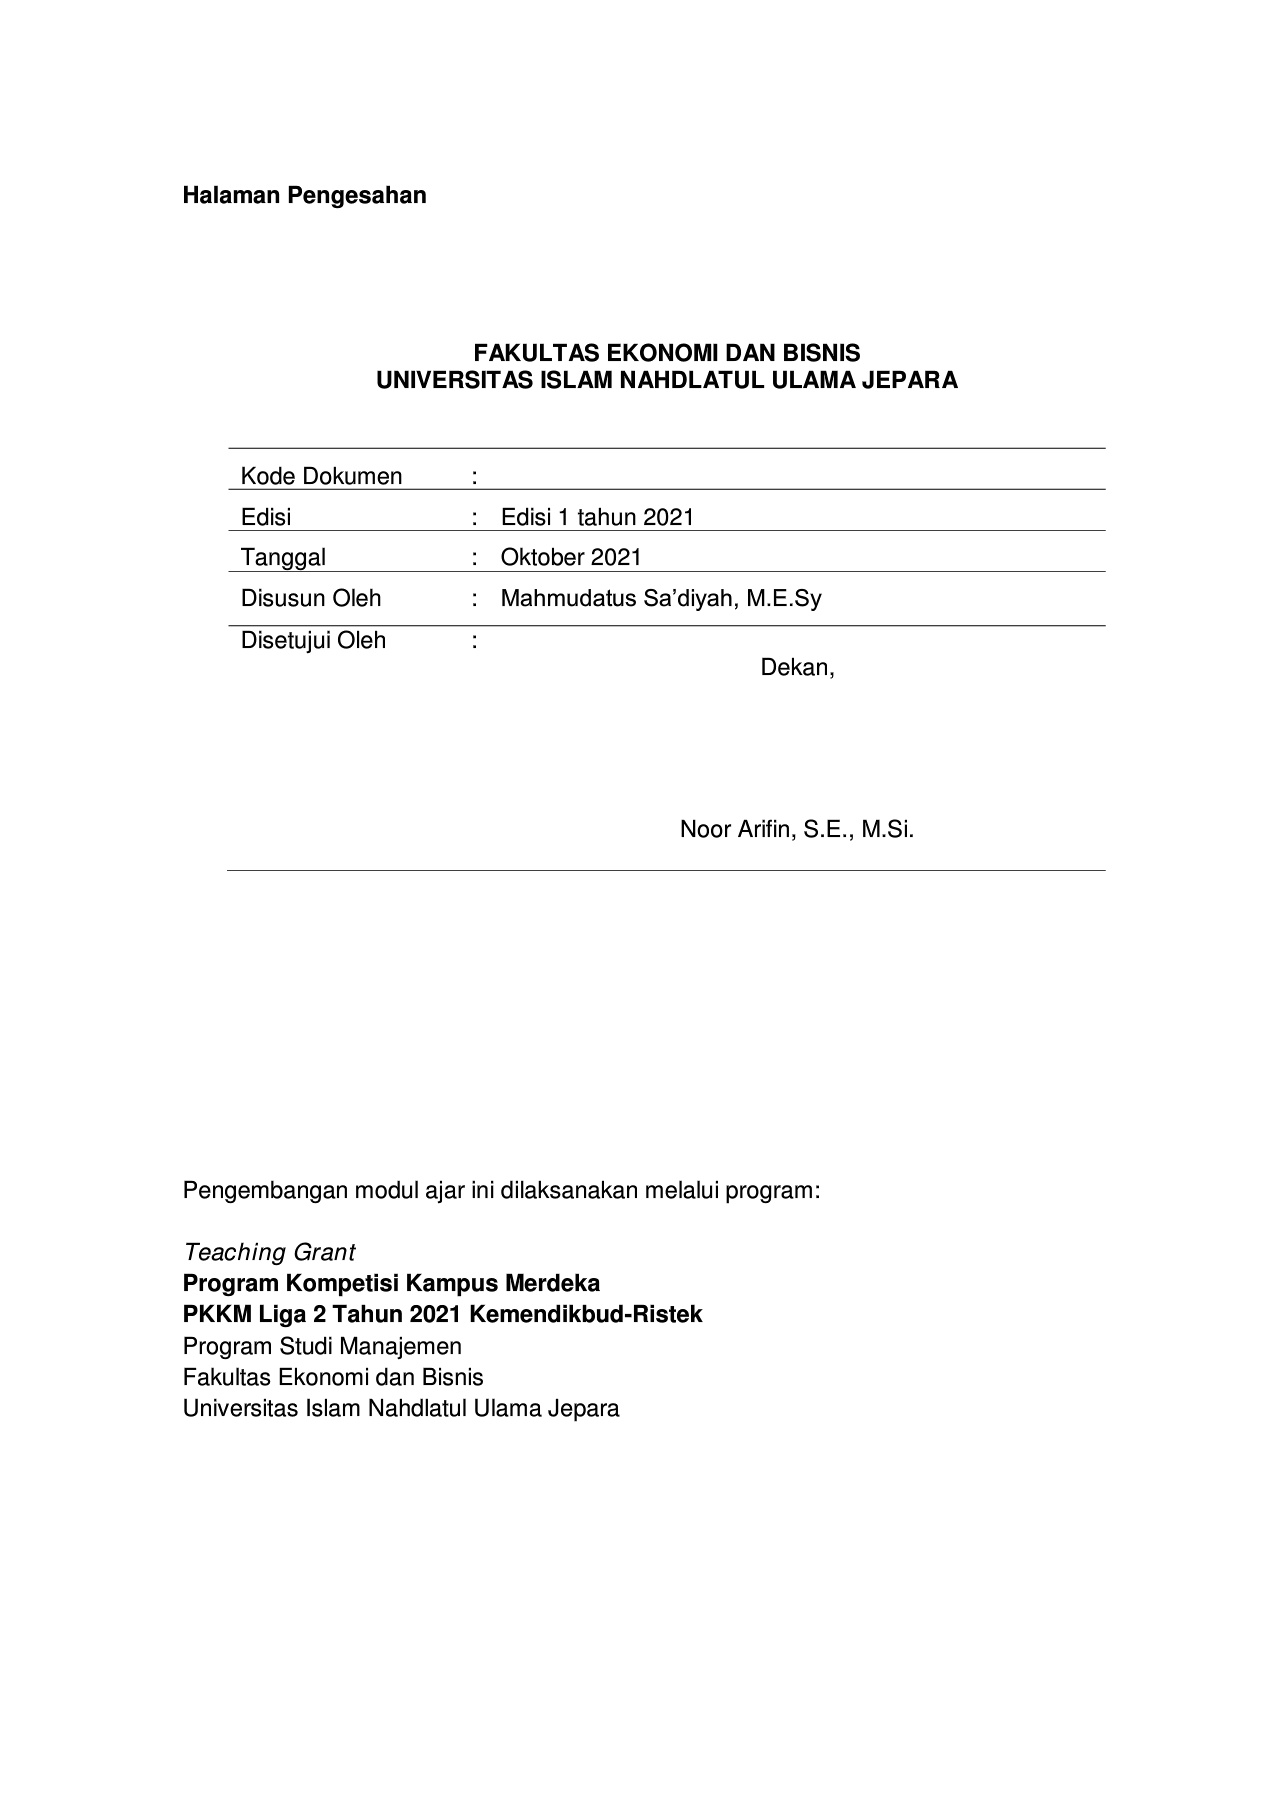 Halaman Pengesahan
FAKULTAS EKONOMI DAN BISNIS
UNIVERSITAS ISLAM NAHDLATUL ULAMA JEPARA
Kode Dokumen :
Edisi : Edisi 1 tahun 2021
Tanggal : Oktober 2021
Disusun Oleh : Mahmudatus Sa’diyah, M.E.Sy
Disetujui Oleh :
Dekan,
Noor Arifin, S.E., M.Si.
Pengembangan modul ajar ini dilaksanakan melalui program:
Teaching Grant
Program Kompetisi Kampus Merdeka
PKKM Liga 2 Tahun 2021 Kemendikbud-Ristek
Program Studi Manajemen
Fakultas Ekonomi dan Bisnis
Universitas Islam Nahdlatul Ulama Jepara